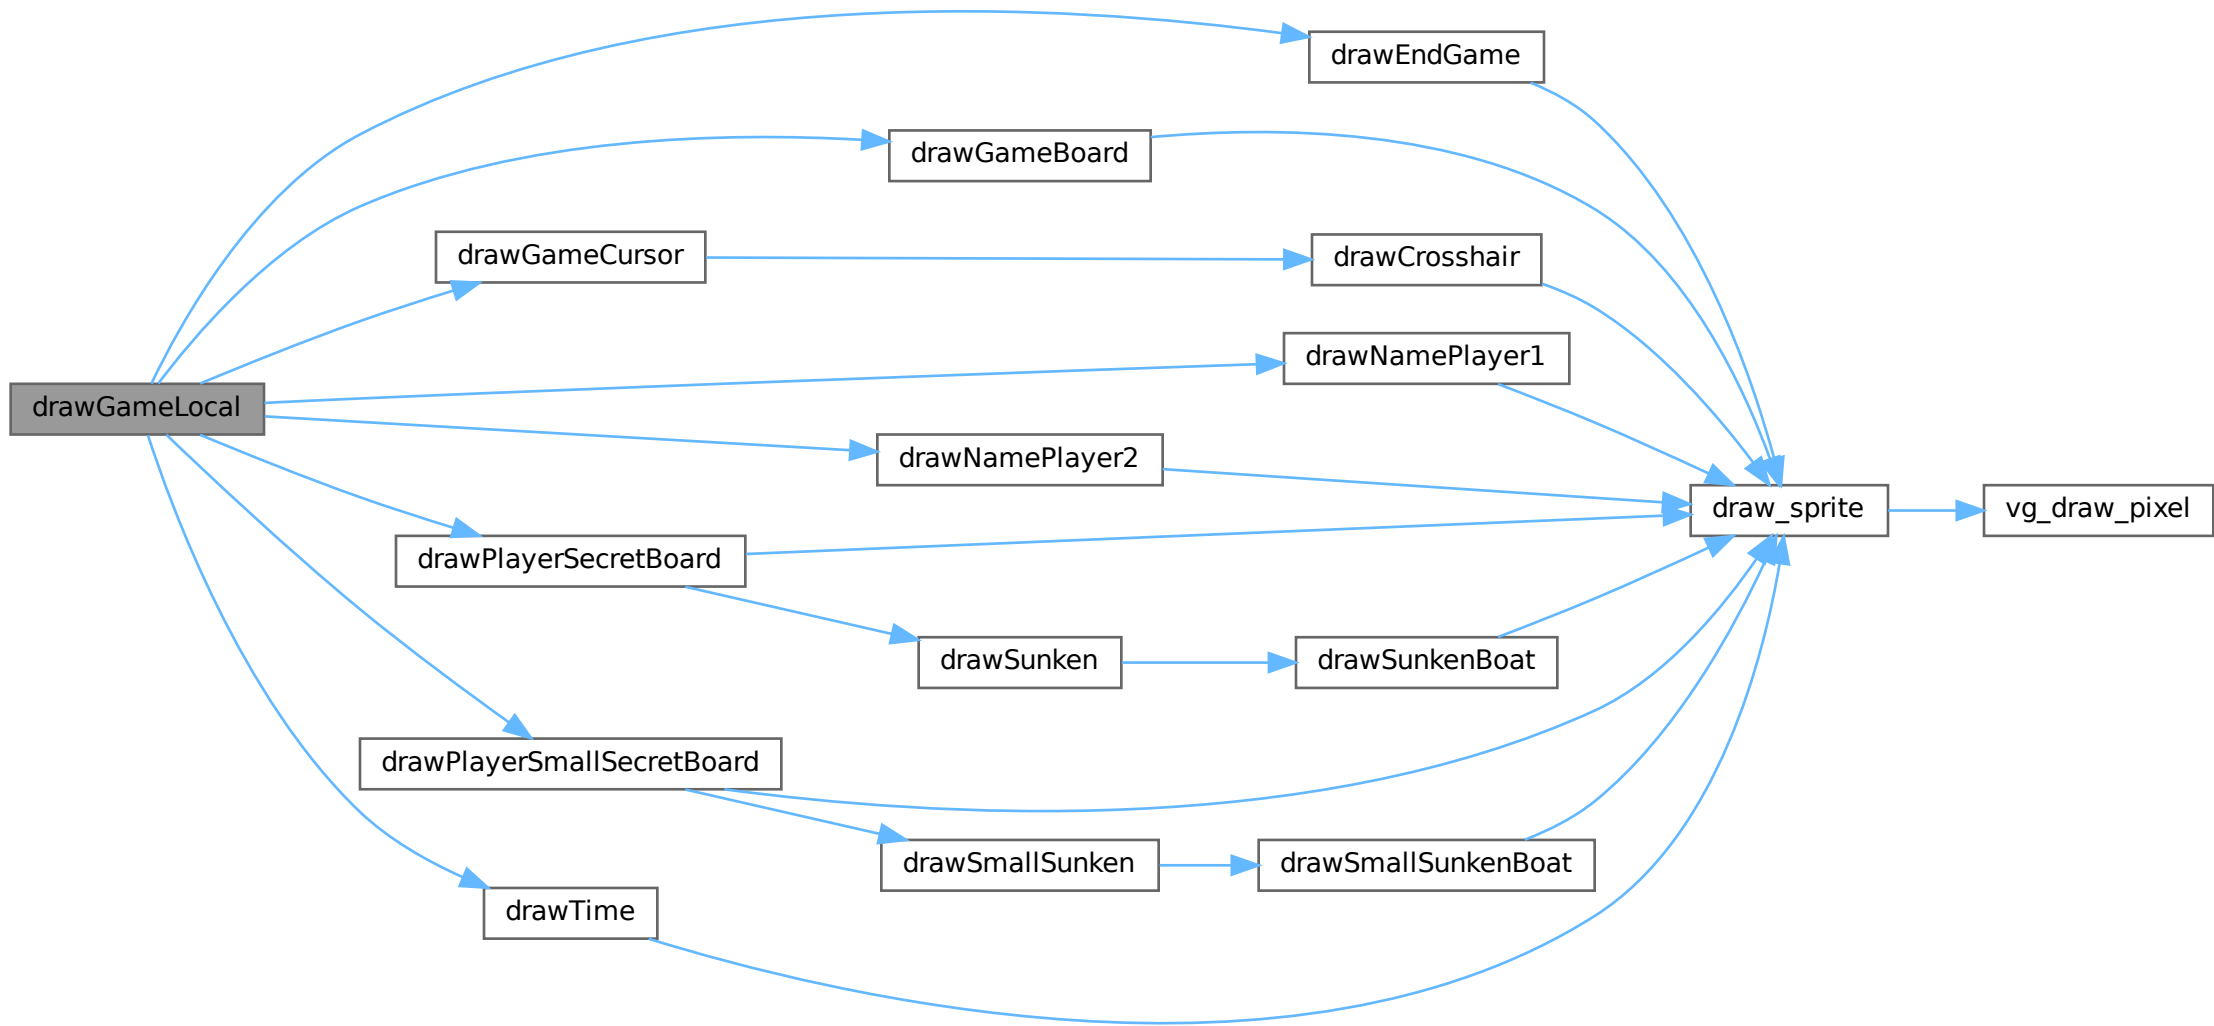 drawEndGame
drawGameBoard
drawGameCursor
drawCrosshair
drawNamePlayer1
drawGameLocal
drawNamePlayer2
draw_sprite
vg_draw_pixel
drawPlayerSecretBoard
drawSunken
drawSunkenBoat
drawPlayerSmallSecretBoard
drawSmallSunken
drawSmallSunkenBoat
drawTime